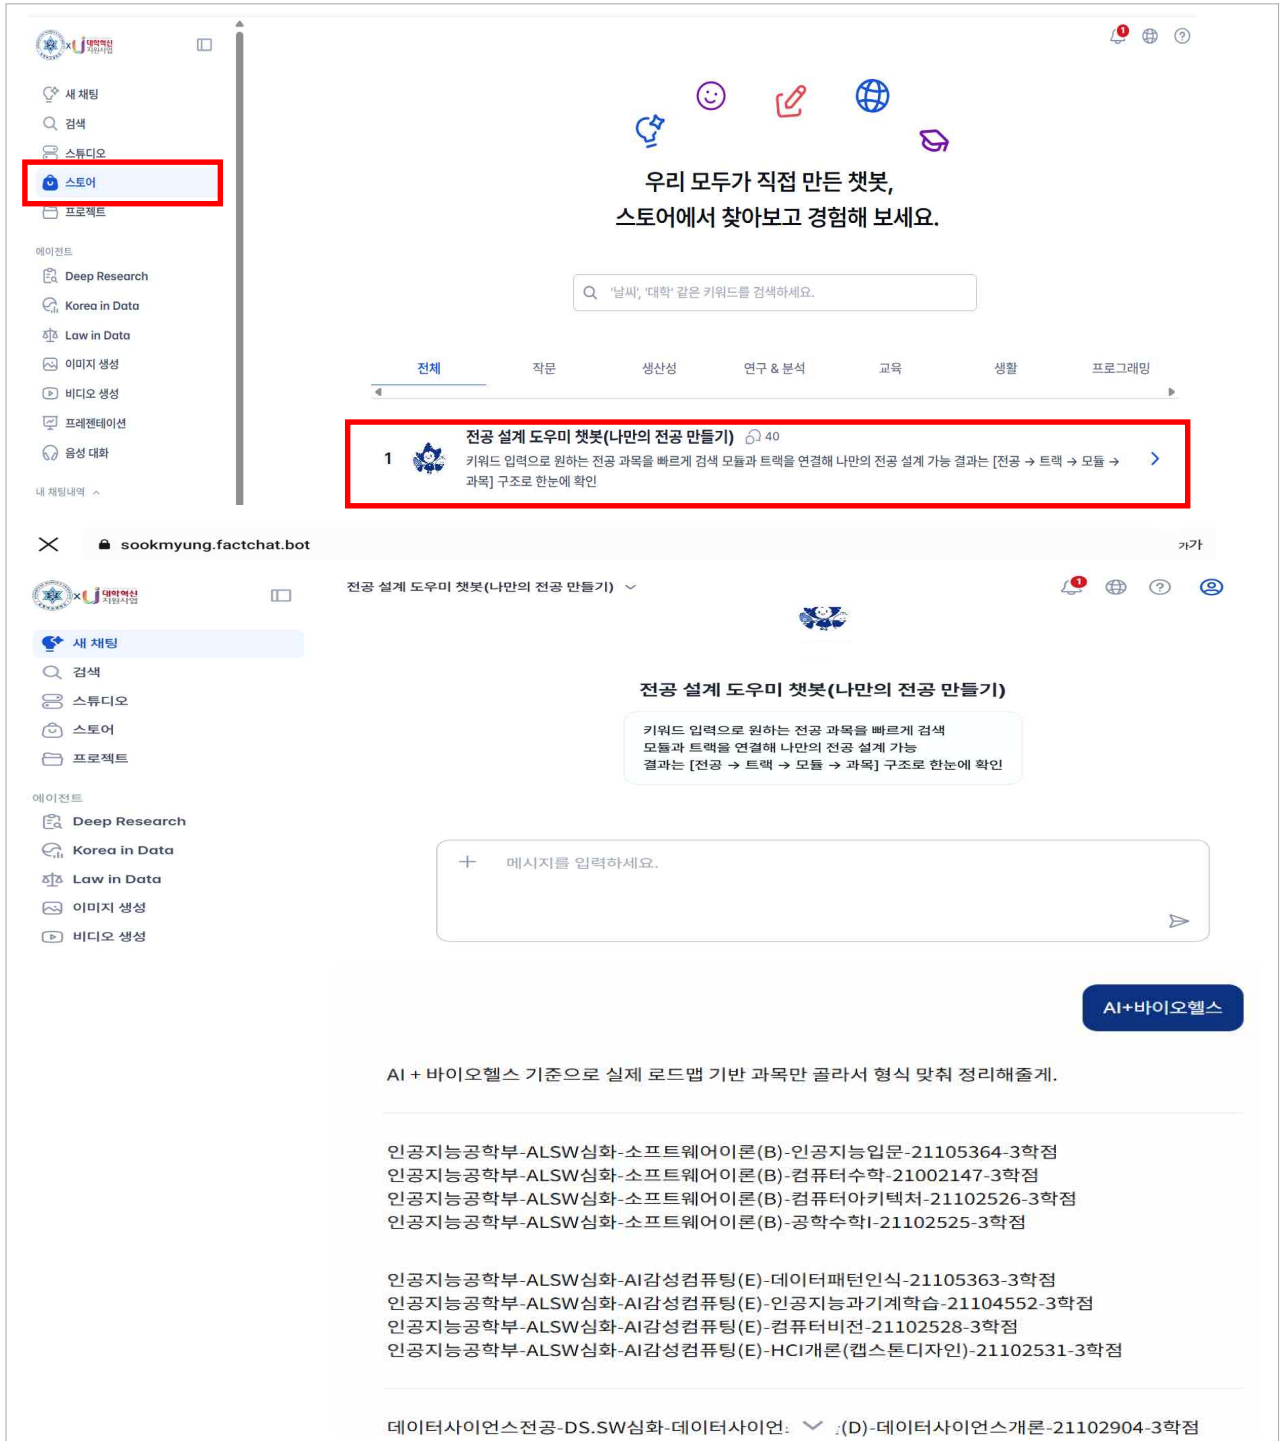 x U 대학혁신
지원사업
1
새 채팅
검색
스튜디오
스토어
프로젝트
에이전트
Deep Research
Korea in Data
Law in Data
이미지 생성
비디오 생성
프레젠테이션
음성 대화
내 채팅내역
우리 모두가 직접 만든 챗봇,
스토어에서 찾아보고 경험해 보세요.
'날씨', '대학' 같은 키워드를 검색하세요.
전체 작문 생산성 연구 & 분석 교육 생활 프로그래밍
1 전공 설계 도우미 챗봇(나만의 전공 만들기) 40
키워드 입력으로 원하는 전공 과목을 빠르게 검색 모듈과 트랙을 연결해 나만의 전공 설계 가능 결과는 [전공 → 트랙 → 모듈 →
과목] 구조로 한눈에 확인
sookmyung.factchat.bot 가가
x U 대학혁신
지원사업
전공 설계 도우미 챗봇(나만의 전공 만들기) 1
새 채팅
검색
스튜디오
스토어
프로젝트
에이전트
Deep Research
Korea in Data
Law in Data
이미지 생성
비디오 생성
전공 설계 도우미 챗봇(나만의 전공 만들기)
키워드 입력으로 원하는 전공 과목을 빠르게 검색
모듈과 트랙을 연결해 나만의 전공 설계 가능
결과는 [전공 → 트랙 → 모듈 → 과목] 구조로 한눈에 확인
메시지를 입력하세요.
AI+바이오헬스
AI + 바이오헬스 기준으로 실제 로드맵 기반 과목만 골라서 형식 맞춰 정리해줄게.
인공지능공학부-AI.SW심화-소프트웨어이론(B)-인공지능입문-21105364-3학점
인공지능공학부-AI.SW심화-소프트웨어이론(B)-컴퓨터수학-21002147-3학점
인공지능공학부-AI.SW심화-소프트웨어이론(B)-컴퓨터아키텍처-21102526-3학점
인공지능공학부-AI.SW심화-소프트웨어이론(B)-공학수학I-21102525-3학점
인공지능공학부-AI.SW심화-AI감성컴퓨팅(E)-데이터패턴인식-21105363-3학점
인공지능공학부-AI.SW심화-AI감성컴퓨팅(E)-인공지능과기계학습-21104552-3학점
인공지능공학부-AI.SW심화-AI감성컴퓨팅(E)-컴퓨터비전-21102528-3학점
인공지능공학부-AI.SW심화-AI감성컴퓨팅(E)-HCI개론(캡스톤디자인)-21102531-3학점
데이터사이언스전공-DS.SW심화-데이터사이언 (D)-데이터사이언스개론-21102904-3학점